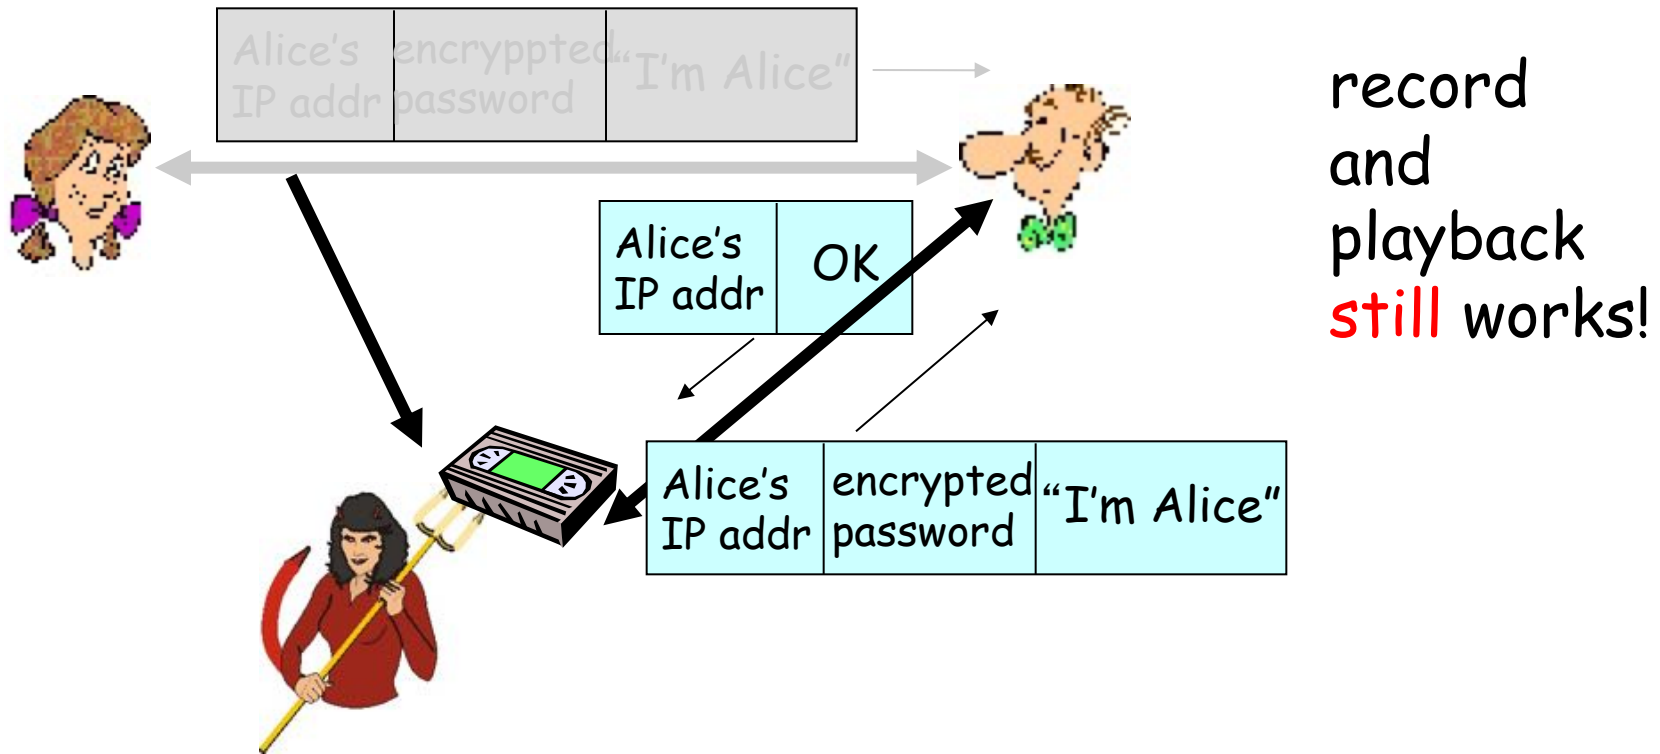 Alice’s
IP addr
encryppted
password
“I’m Alice”
record
and
playback
still works!
Alice’s
IP addr
OK
Alice’s
IP addr
encrypted
password
“I’m Alice”